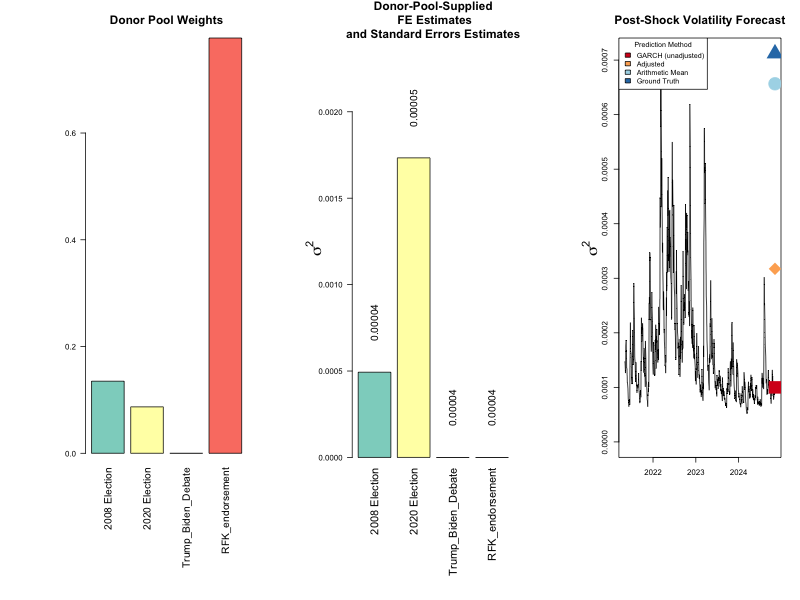 Donor Pool Weights
0.0
0.2
0.4
0.6
2008 Election
2020 Election
Trump_Biden_Debate
RFK_endorsement
Donor-Pool-Supplied
FE Estimates
and Standard Errors Estimates
σ²
0.0000
0.0005
0.0010
0.0015
0.0020
0.00004
0.00005
0.00004
0.00004
2008 Election
2020 Election
Trump_Biden_Debate
RFK_endorsement
Post-Shock Volatility Forecast
σ²
0.0000
0.0001
0.0002
0.0003
0.0004
0.0005
0.0006
0.0007
Prediction Method
GARCH (unadjusted)
Adjusted
Arithmetic Mean
Ground Truth
2022
2023
2024